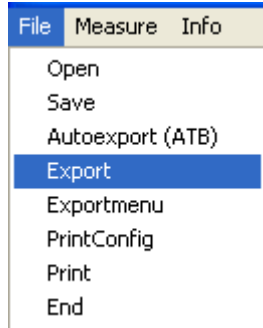 File Measure Info
Open
Save
Autoexport (ATB)
Export
Exportmenu
PrintConfig
Print
End